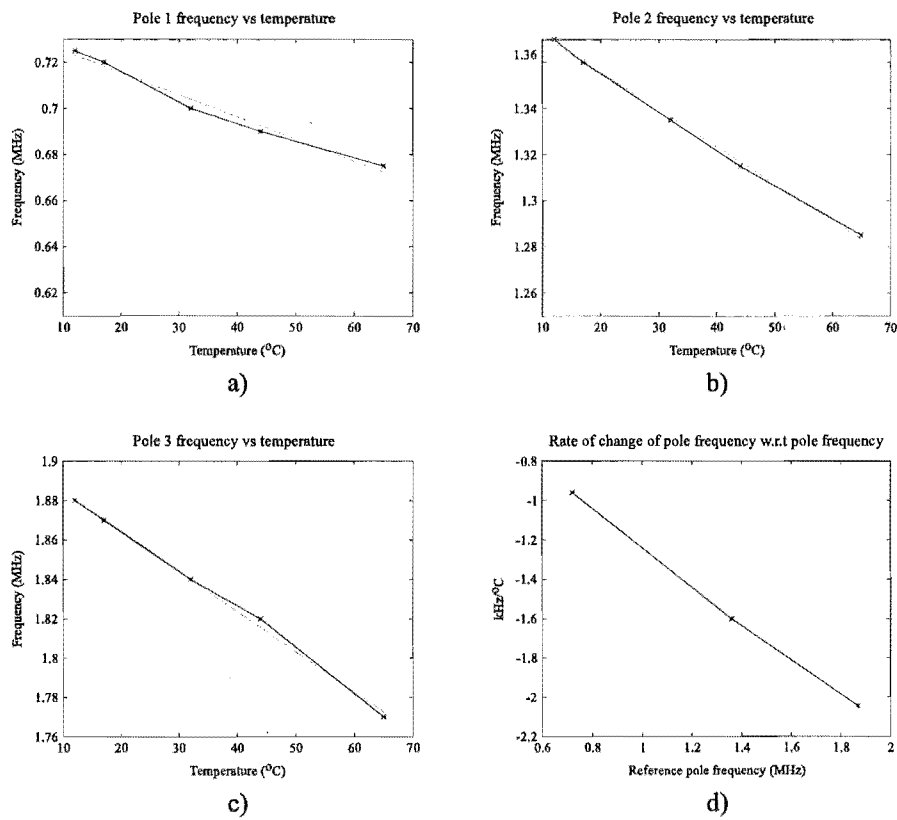 Pole 1 frequency vs temperature
Frequency (MHz)
0.72
0.7
0.68
0.66
0.64
0.62
10 20 30 40 50 60 70
Temperature (°C)
a)
Pole 2 frequency vs temperature
Frequency (MHz)
1.36
1.34
1.32
1.3
1.28
1.26
10 20 30 40 50 60 70
Temperature (°C)
b)
Pole 3 frequency vs temperature
Frequency (MHz)
1.9
1.88
1.86
1.84
1.82
1.8
1.78
1.76
10 20 30 40 50 60 70
Temperature (°C)
c)
Rate of change of pole frequency w.r.t pole frequency
kHz/°C
-0.8
-1
-1.2
-1.4
-1.6
-1.8
-2
-2.2
0.6 0.8 1 1.2 1.4 1.6 1.8 2
Reference pole frequency (MHz)
d)